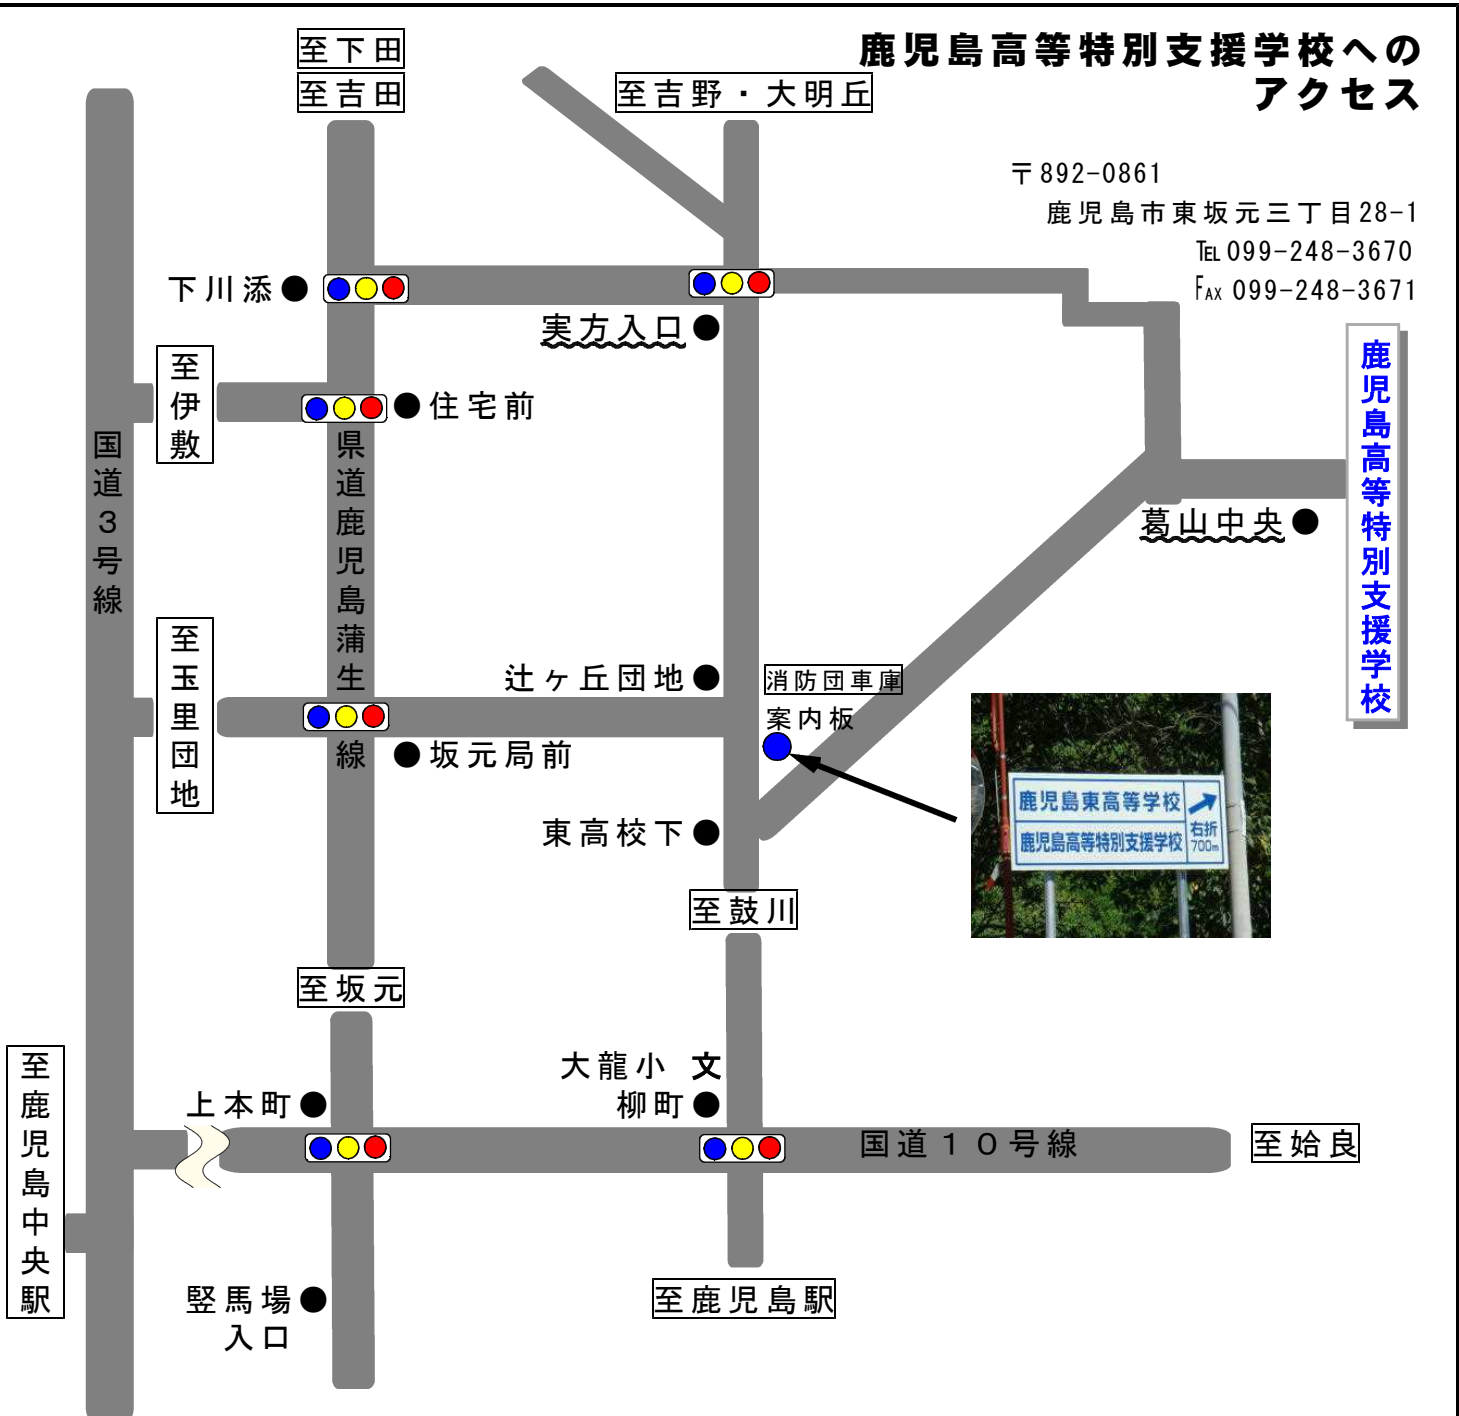 鹿児島高等特別支援学校への
アクセス
〒892-0861
鹿児島市東坂元三丁目28-1
℡099-248-3670
FAX 099-248-3671
至下田
至吉田
至吉野・大明丘
下川添
実方入口
至伊敷
住宅前
国道3号線
県道鹿児島蒲生線
葛山中央
鹿児島高等特別支援学校
至玉里団地
辻ヶ丘団地
消防団車庫
案内板
坂元局前
鹿児島東高等学校
鹿児島高等特別支援学校
右折
700m
東高校下
至鼓川
至坂元
大龍小 文
柳町
上本町
国道10号線
至姶良
至鹿児島中央駅
竪馬場
入口
至鹿児島駅